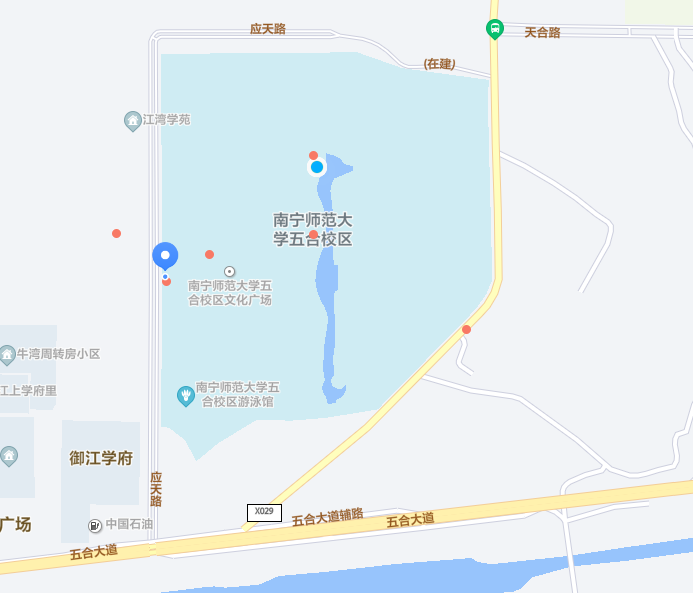 应天路
天合路
(在建)
江湾学苑
南宁师范大
学五合校区
南宁师范大学五
合校区文化广场
牛湾周转房小区
江上学府里
南宁师范大学五
合校区游泳馆
御江学府
应天路
X029
广场
中国石油
五合大道辅路
五合大道
五合大道